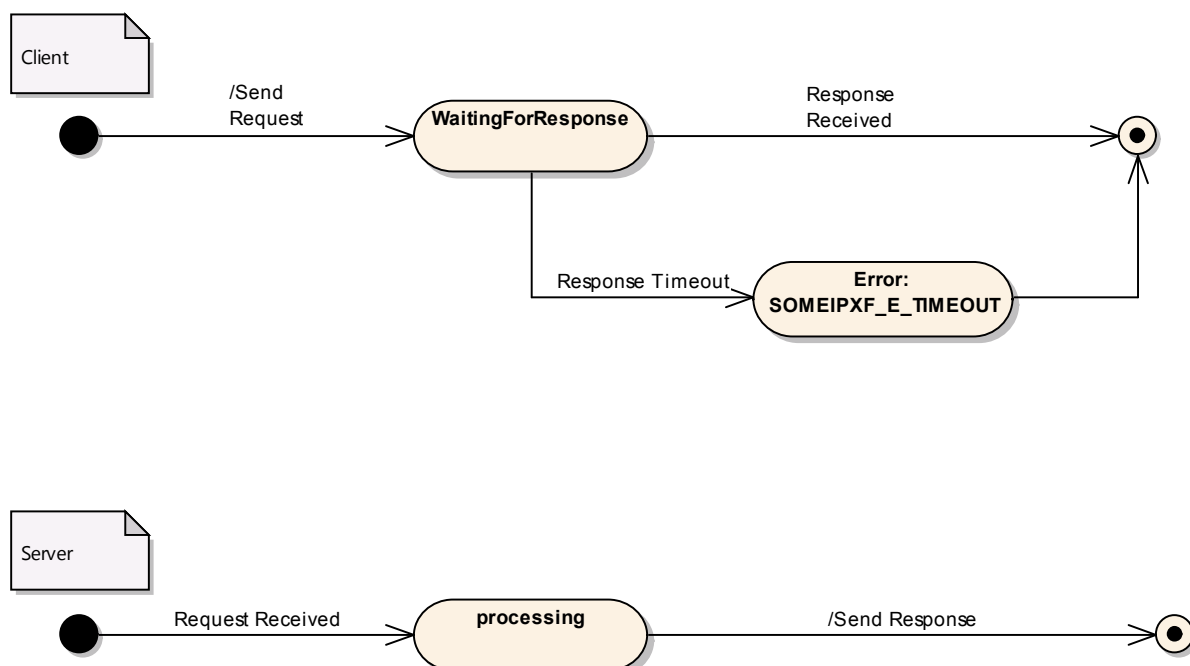 Client
/Send
Request
WaitingForResponse
Response
Received
Response Timeout
Error:
SOMEIPXF_E_TIMEOUT
Server
Request Received
processing
/Send Response